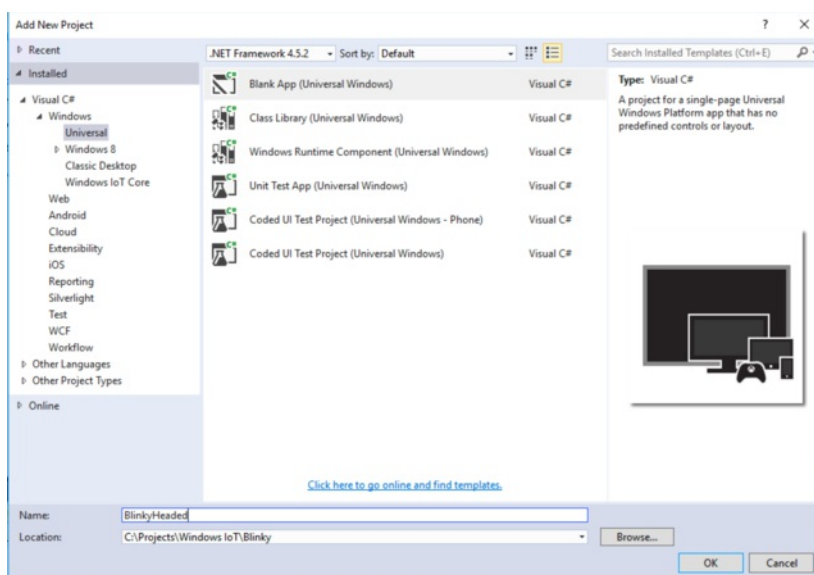 Add New Project
?
Recent
.NET Framework 4.5.2
Sort by: Default
Search Installed Templates (Ctrl+E)
Installed
Visual C#
Windows
Universal
Windows 8
Classic Desktop
Windows IoT Core
Web
Android
Cloud
Extensibility
iOS
Reporting
Silverlight
Test
WCF
Workflow
Other Languages
Other Project Types
Online
Blank App (Universal Windows) Visual C#
Class Library (Universal Windows) Visual C#
Windows Runtime Component (Universal Windows) Visual C#
Unit Test App (Universal Windows) Visual C#
Coded UI Test Project (Universal Windows - Phone) Visual C#
Coded UI Test Project (Universal Windows) Visual C#
Click here to go online and find templates.
Type: Visual C#
A project for a single-page Universal
Windows Platform app that has no
predefined controls or layout.
Name: BlinkyHeaded
Location: C:\Projects\Windows IoT\Blinky
Browse...
OK Cancel